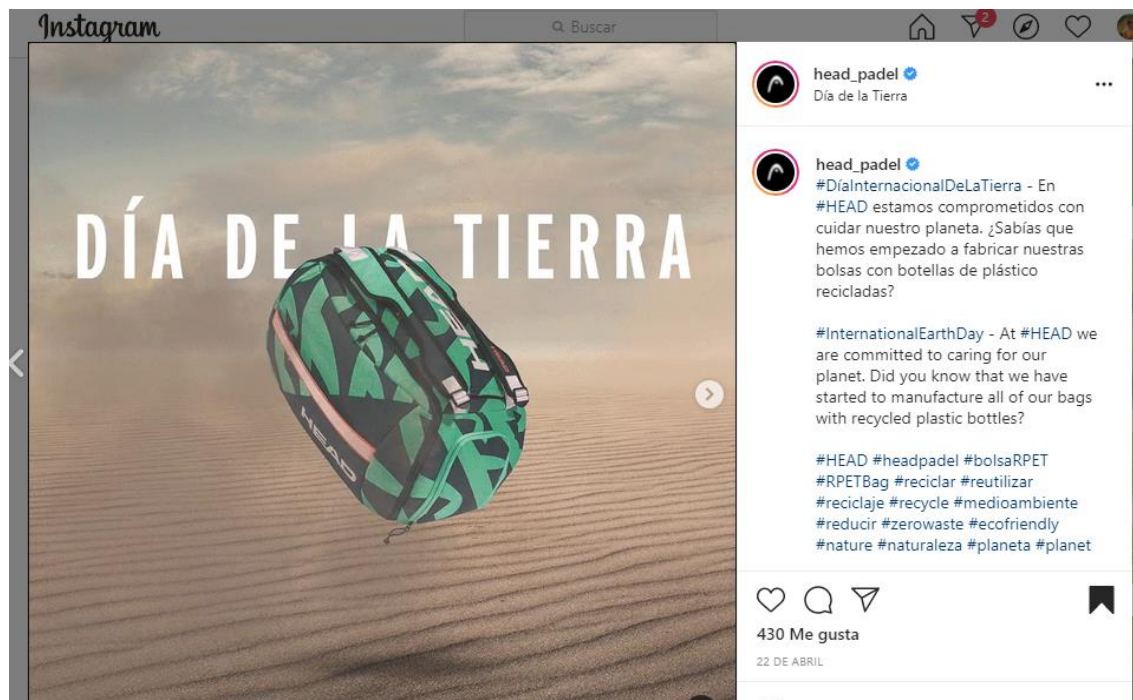 Instagram
Buscar
2
DÍA DE LA TIERRA
HEAD
HEAD
head_padel
Día de la Tierra
head_padel
#DíaInternacionalDeLaTierra - En
#HEAD estamos comprometidos con
cuidar nuestro planeta. ¿Sabías que
hemos empezado a fabricar nuestras
bolsas con botellas de plástico
recicladas?
#InternationalEarthDay - At #HEAD we
are committed to caring for our
planet. Did you know that we have
started to manufacture all of our bags
with recycled plastic bottles?
#HEAD #headpadel #bolsaRPET
#RPETBag #reciclar #reutilizar
#reciclaje #recycle #medioambiente
#reducir #zerowaste #ecofriendly
#nature #naturaleza #planeta #planet
430 Me gusta
22 DE ABRIL